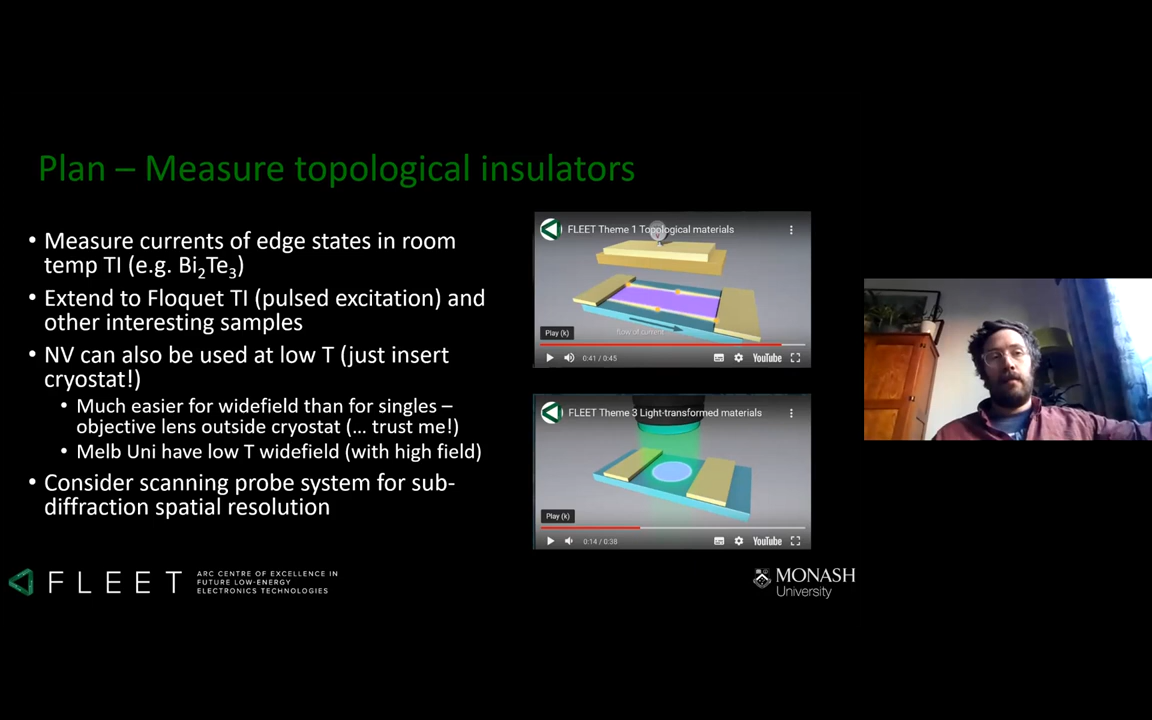 Plan – Measure topological insulators
• Measure currents of edge states in room
temp TI (e.g. Bi₂Te₃)
• Extend to Floquet TI (pulsed excitation) and
other interesting samples
• NV can also be used at low T (just insert
cryostat!)
• Much easier for widefield than for singles –
objective lens outside cryostat (... trust me!)
• Melb Uni have low T widefield (with high field)
• Consider scanning probe system for sub-
diffraction spatial resolution
FLEET Theme 1 Topological materials
flow of current
Play (k)
0:41 / 0:45
YouTube
FLEET Theme 3 Light-transformed materials
Play (k)
0:14 / 0:38
YouTube
FLEET
ARC CENTRE OF EXCELLENCE IN
FUTURE LOW-ENERGY
ELECTRONICS TECHNOLOGIES
MONASH
University